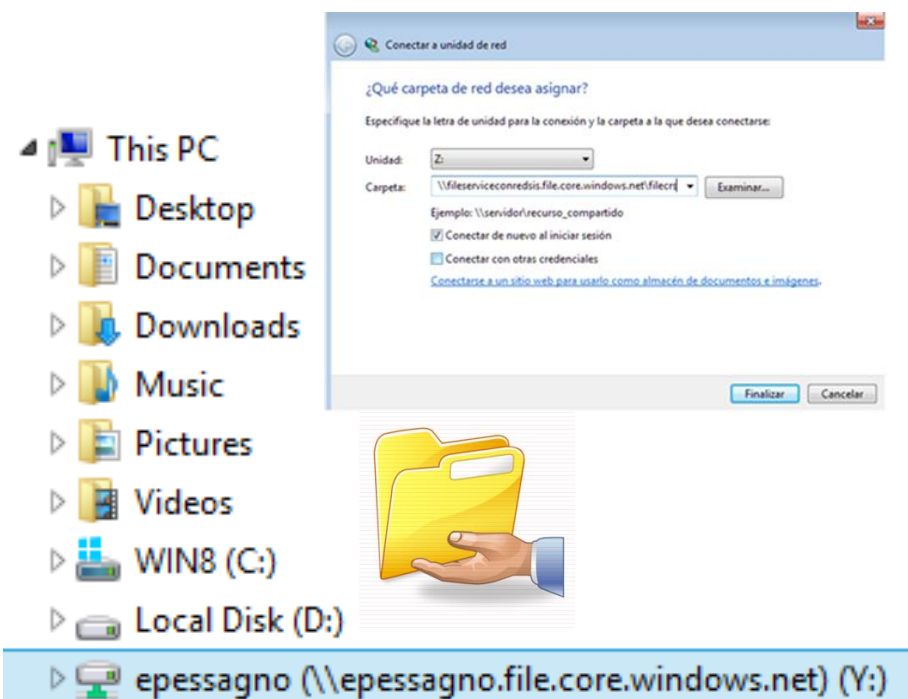 Conectar a unidad de red
¿Qué carpeta de red desea asignar?
Especifique la letra de unidad para la conexión y la carpeta a la que desea conectarse:
Unidad: Z:
Carpeta: \\fileserviceconredsis.file.core.windows.net\filecrs Examinar...
Ejemplo: \\servidor\recurso_compartido
Conectar de nuevo al iniciar sesión
Conectar con otras credenciales
Conectarse a un sitio web para usarlo como almacén de documentos e imágenes.
Finalizar Cancelar
This PC
Desktop
Documents
Downloads
Music
Pictures
Videos
WIN8 (C:)
Local Disk (D:)
epessagno (\\epessagno.file.core.windows.net) (Y:)